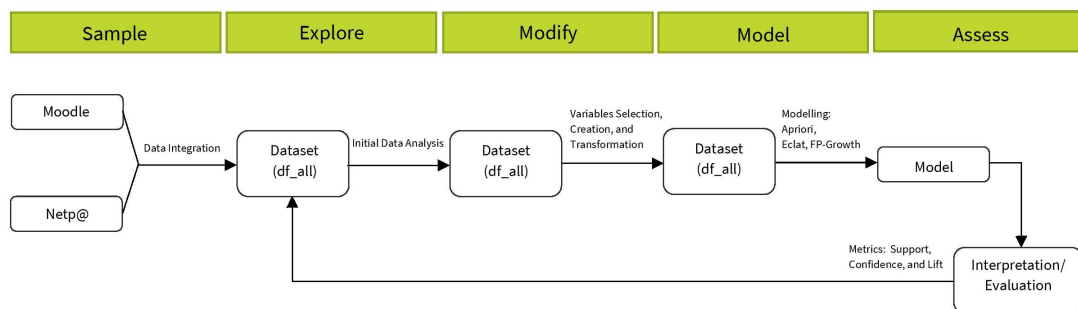 Sample
Explore
Modify
Model
Assess
Moodle
Netp@
Data Integration
Dataset
(df_all)
Initial Data Analysis
Dataset
(df_all)
Variables Selection,
Creation, and
Transformation
Dataset
(df_all)
Modelling:
Apriori,
Eclat, FP-Growth
Model
Metrics: Support,
Confidence, and Lift
Interpretation/
Evaluation